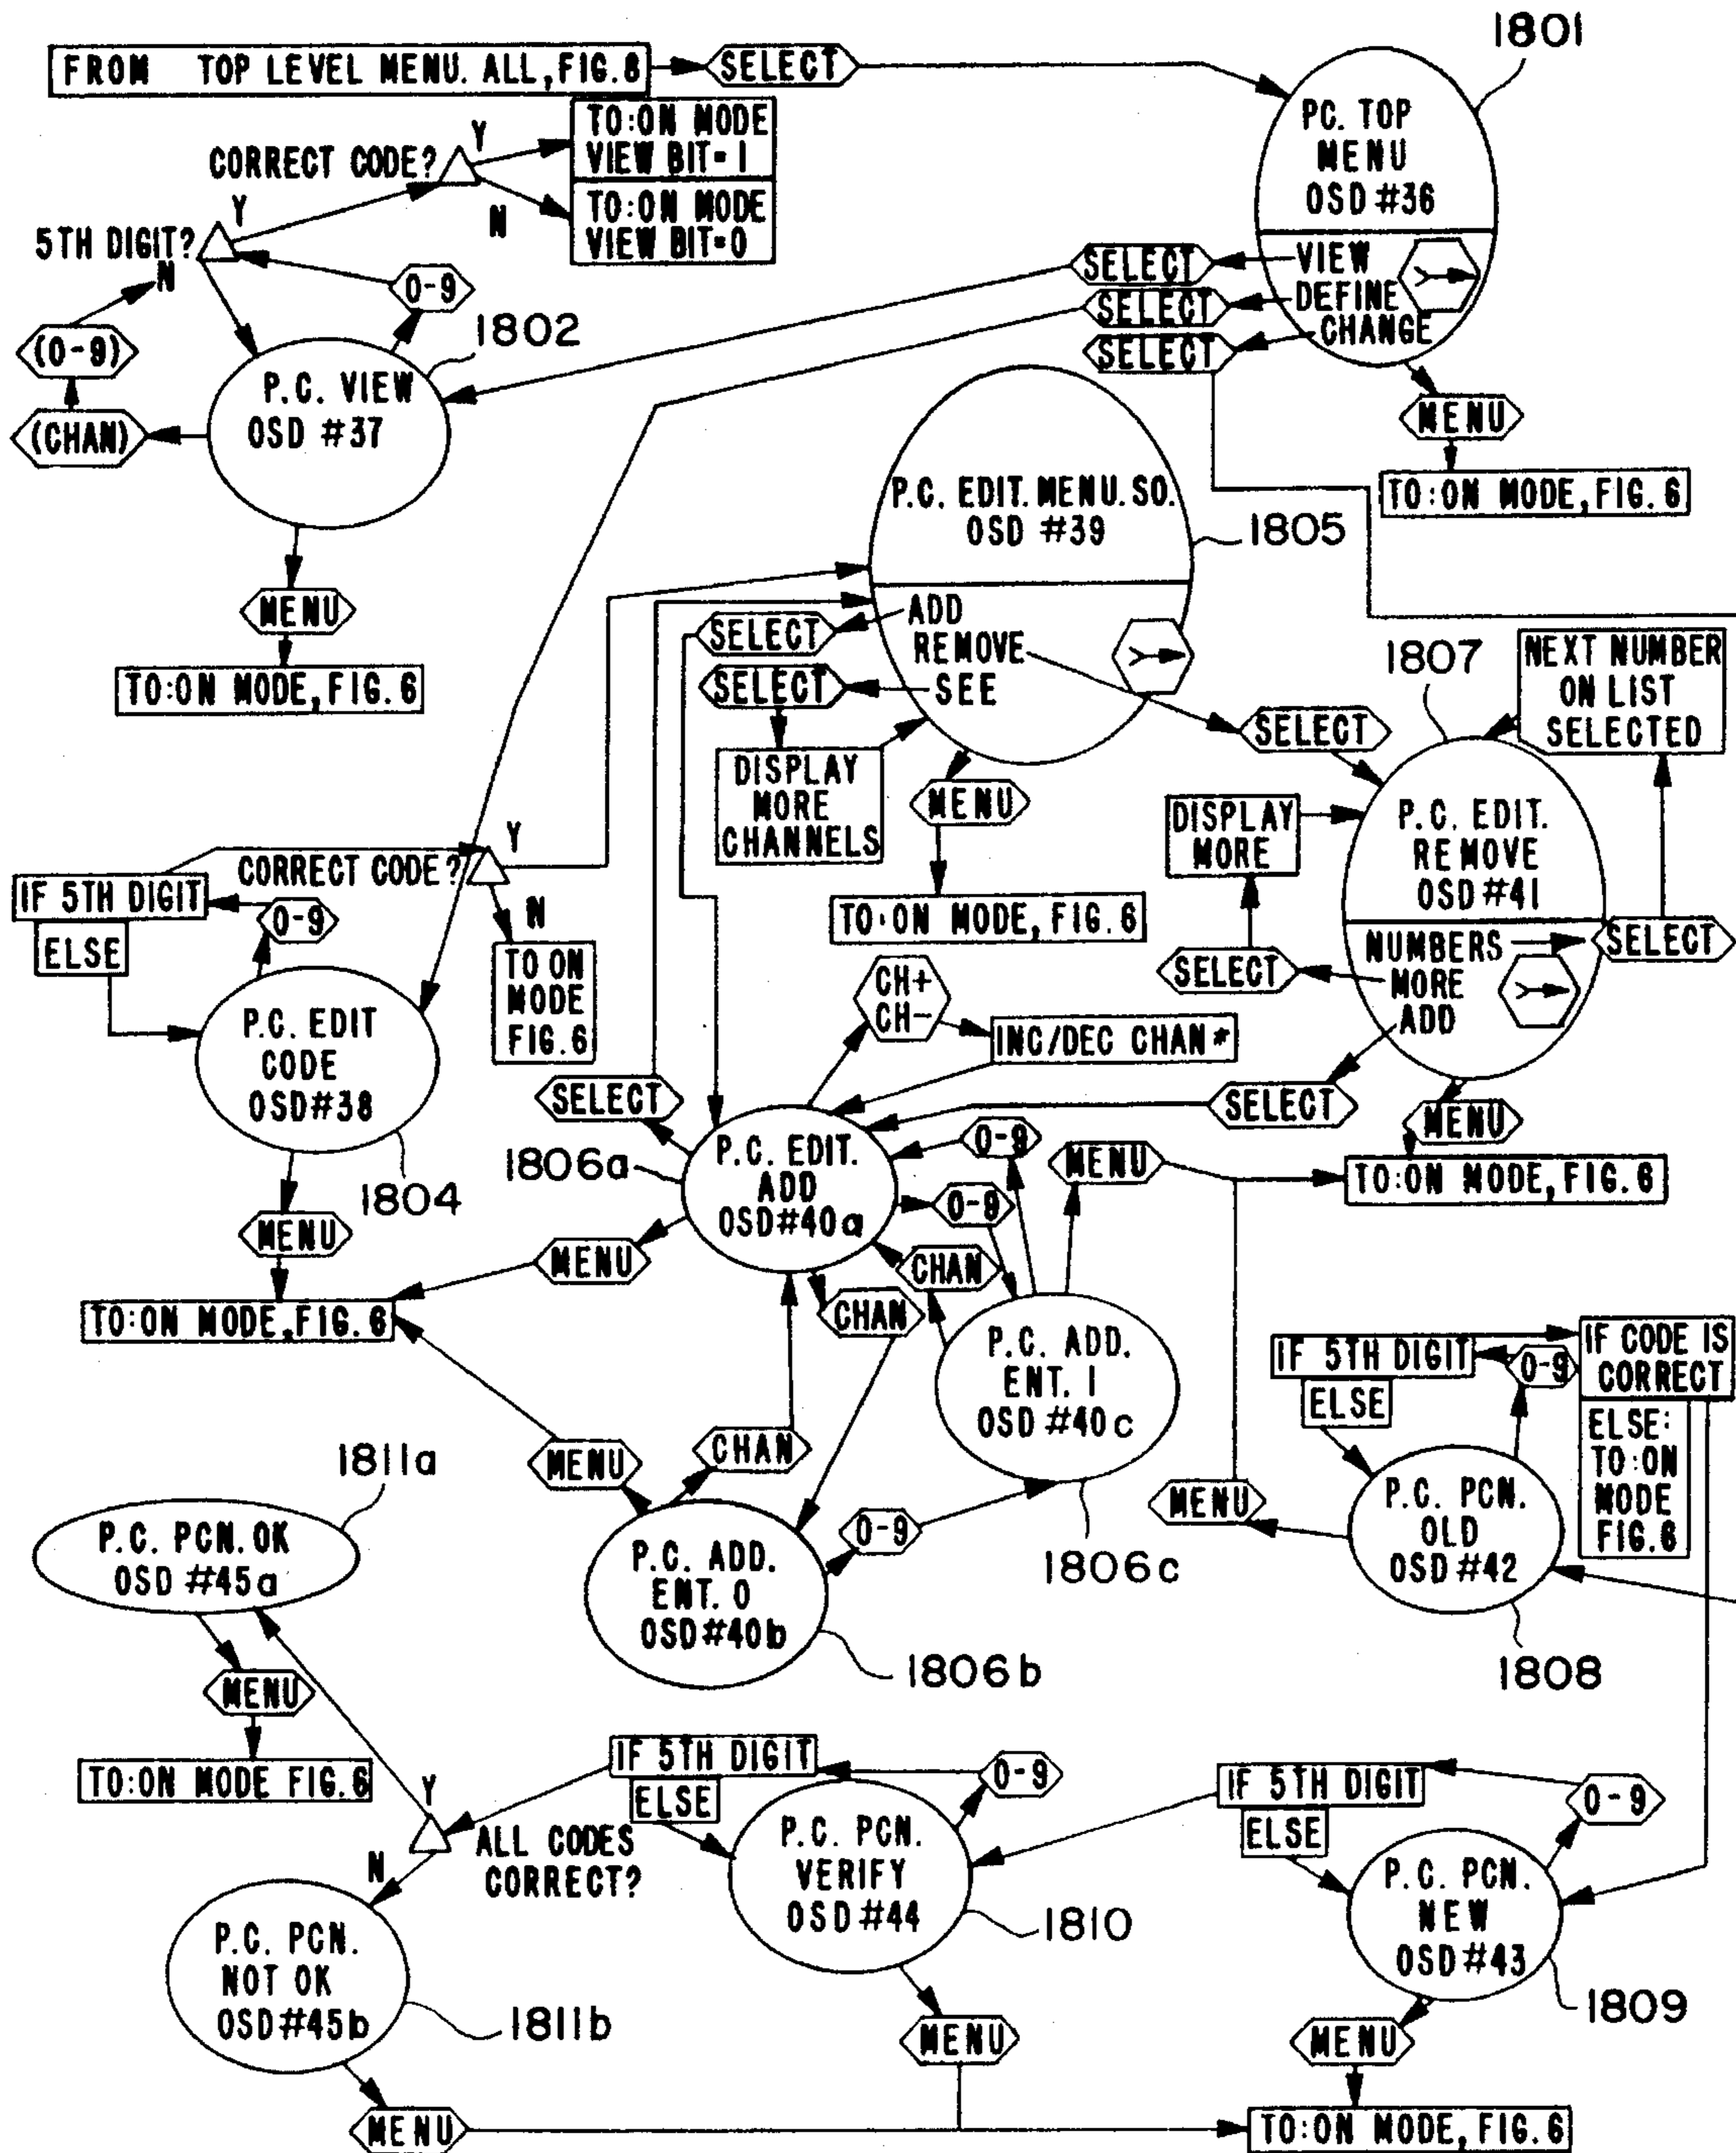 1801
FROM TOP LEVEL MENU. ALL, FIG. 8
SELECT
PC. TOP
MENU
OSD #36
VIEW
DEFINE
CHANGE
SELECT
SELECT
SELECT
MENU
TO:ON MODE, FIG. 6
TO:ON MODE
VIEW BIT=1
TO:ON MODE
VIEW BIT=0
CORRECT CODE?
Y
N
5TH DIGIT?
Y
N
0-9
(0-9)
(CHAN)
1802
P.C. VIEW
OSD #37
MENU
TO:ON MODE, FIG. 6
P.C. EDIT. MENU. SO.
OSD #39
1805
ADD
REMOVE
SEE
SELECT
SELECT
SELECT
DISPLAY
MORE
CHANNELS
MENU
TO:ON MODE, FIG. 6
1807
NEXT NUMBER
ON LIST
SELECTED
P.C. EDIT.
REMOVE
OSD #41
NUMBERS
MORE
ADD
SELECT
DISPLAY
MORE
SELECT
SELECT
MENU
TO:ON MODE, FIG. 6
CORRECT CODE?
Y
N
IF 5TH DIGIT
ELSE
0-9
TO ON
MODE
FIG. 6
P.C. EDIT
CODE
OSD#38
1804
MENU
TO:ON MODE, FIG. 6
CH+
CH-
INC/DEC CHAN*
SELECT
1806a
P.C. EDIT.
ADD
OSD#40a
0-9
0-9
MENU
MENU
CHAN
CHAN
P.C. ADD.
ENT. 1
OSD #40c
1806c
MENU
CHAN
P.C. ADD.
ENT. 0
OSD#40b
0-9
1806b
IF 5TH DIGIT
ELSE
0-9
IF CODE IS
CORRECT
ELSE:
TO:ON
MODE
FIG. 6
MENU
P.C. PCN.
OLD
OSD #42
1808
1811a
P.C. PCN. OK
OSD #45a
MENU
TO:ON MODE FIG. 6
Y
N
ALL CODES
CORRECT?
IF 5TH DIGIT
ELSE
0-9
P.C. PCN.
VERIFY
OSD #44
1810
MENU
IF 5TH DIGIT
ELSE
0-9
P.C. PCN.
NEW
OSD #43
1809
MENU
TO:ON MODE, FIG. 6
P.C. PCN.
NOT OK
OSD #45b
1811b
MENU